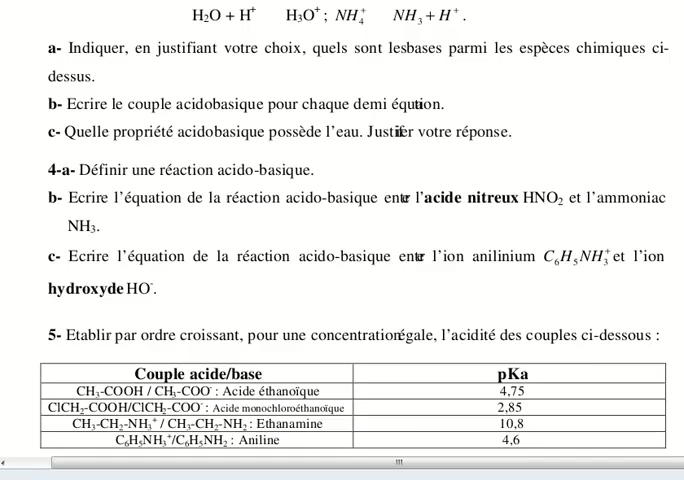 H₂O + H⁺ H₃O⁺ ; NH₄⁺ NH₃ + H⁺ .
a- Indiquer, en justifiant votre choix, quels sont lesbases parmi les espèces chimiques ci-
dessus.
b- Ecrire le couple acidobasique pour chaque demi équation.
c- Quelle propriété acidobasique possède l'eau. Justifer votre réponse.
4-a- Définir une réaction acido-basique.
b- Ecrire l'équation de la réaction acido-basique entre l'acide nitreux HNO₂ et l'ammoniac
NH₃.
c- Ecrire l'équation de la réaction acido-basique entre l'ion anilinium C₆H₅NH₃⁺ et l'ion
hydroxyde HO⁻.
5- Etablir par ordre croissant, pour une concentrationégale, l'acidité des couples ci-dessous :
Couple acide/base pKa
CH₃-COOH / CH₃-COO⁻ : Acide éthanoïque 4,75
ClCH₂-COOH/ClCH₂-COO⁻ : Acide monochloroéthanoïque 2,85
CH₃-CH₂-NH₃⁺ / CH₃-CH₂-NH₂ : Ethanamine 10,8
C₆H₅NH₃⁺/C₆H₅NH₂ : Aniline 4,6